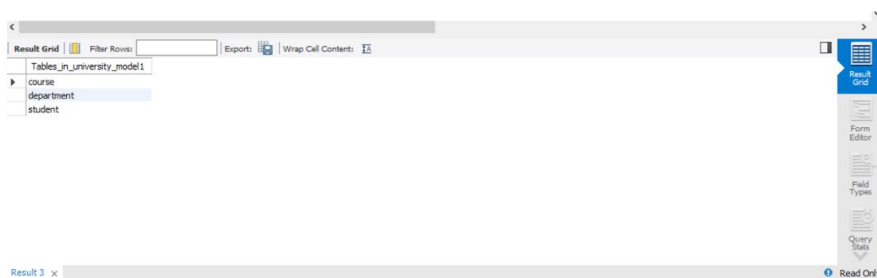 Result Grid Filter Rows: Export: Wrap Cell Content:
Tables_in_university_model1
course
department
student
Result
Grid
Form
Editor
Field
Types
Query
Stats
Result 3 Read Onl